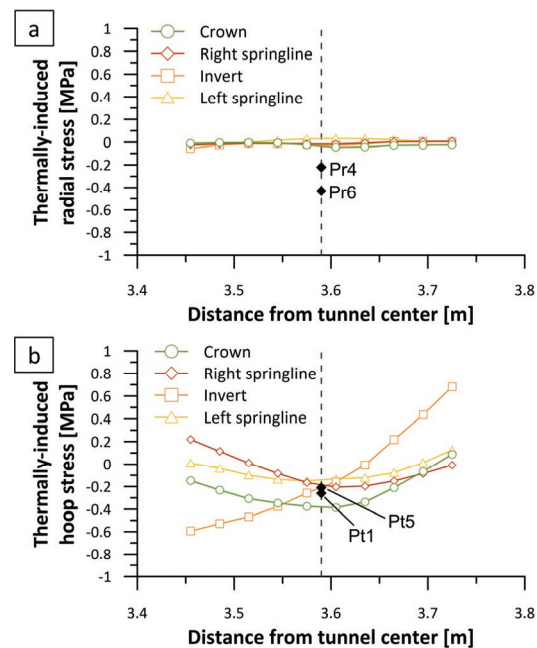 a
Thermally-induced
radial stress [MPa]
1
0.8
0.6
0.4
0.2
0
-0.2
-0.4
-0.6
-0.8
-1
Crown
Right springline
Invert
Left springline
Pr4
Pr6
3.4 3.5 3.6 3.7 3.8
Distance from tunnel center [m]
b
Thermally-induced
hoop stress [MPa]
1
0.8
0.6
0.4
0.2
0
-0.2
-0.4
-0.6
-0.8
-1
Crown
Right springline
Invert
Left springline
Pt5
Pt1
3.4 3.5 3.6 3.7 3.8
Distance from tunnel center [m]